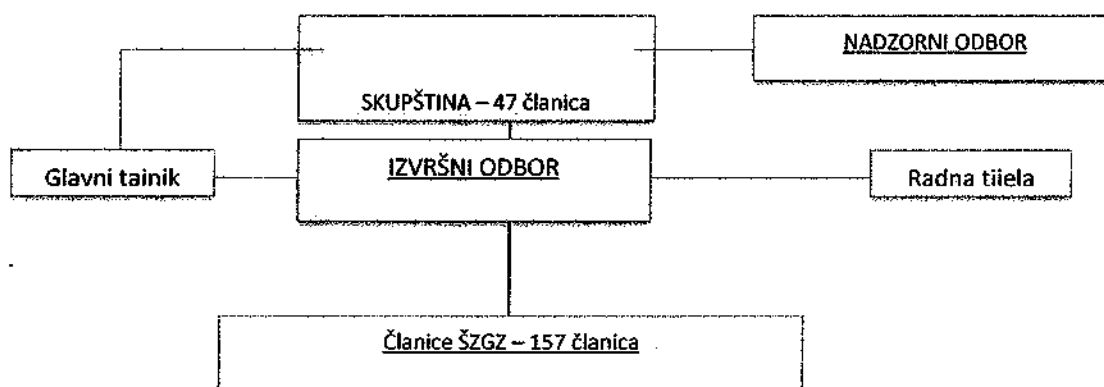 NADZORNI ODBOR
SKUPŠTINA – 47 članica
Glavni tajnik
IZVRŠNI ODBOR
Radna tijela
Članice ŠZGZ – 157 članica